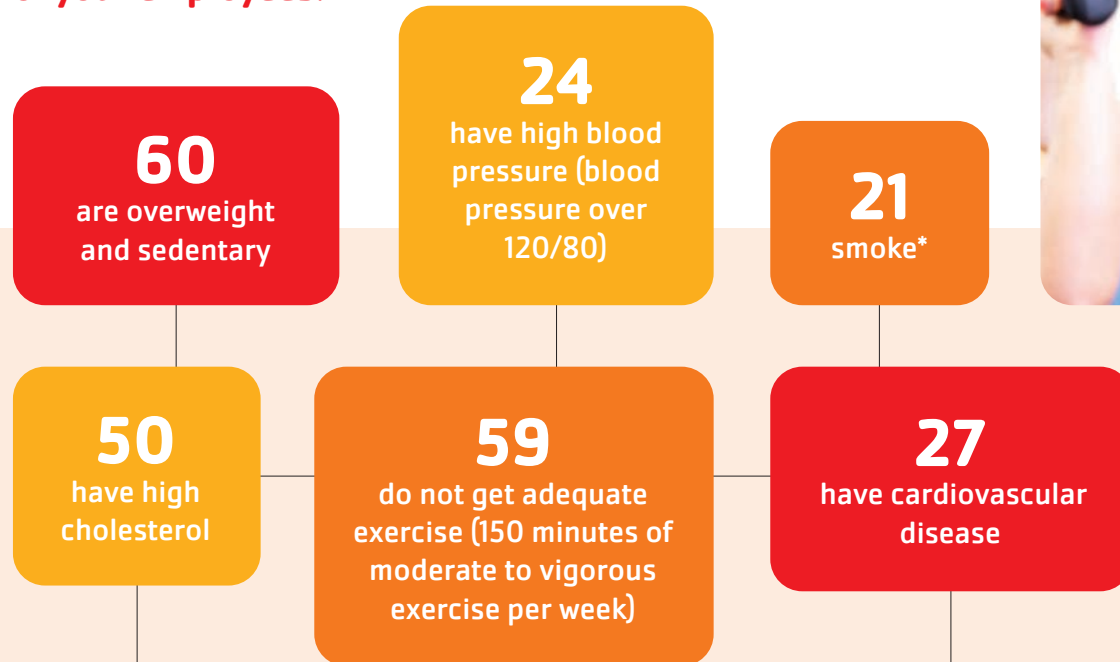 60
are overweight
and sedentary
24
have high blood
pressure (blood
pressure over
120/80)
21
smoke*
50
have high
cholesterol
59
do not get adequate
exercise (150 minutes of
moderate to vigorous
exercise per week)
27
have cardiovascular
disease